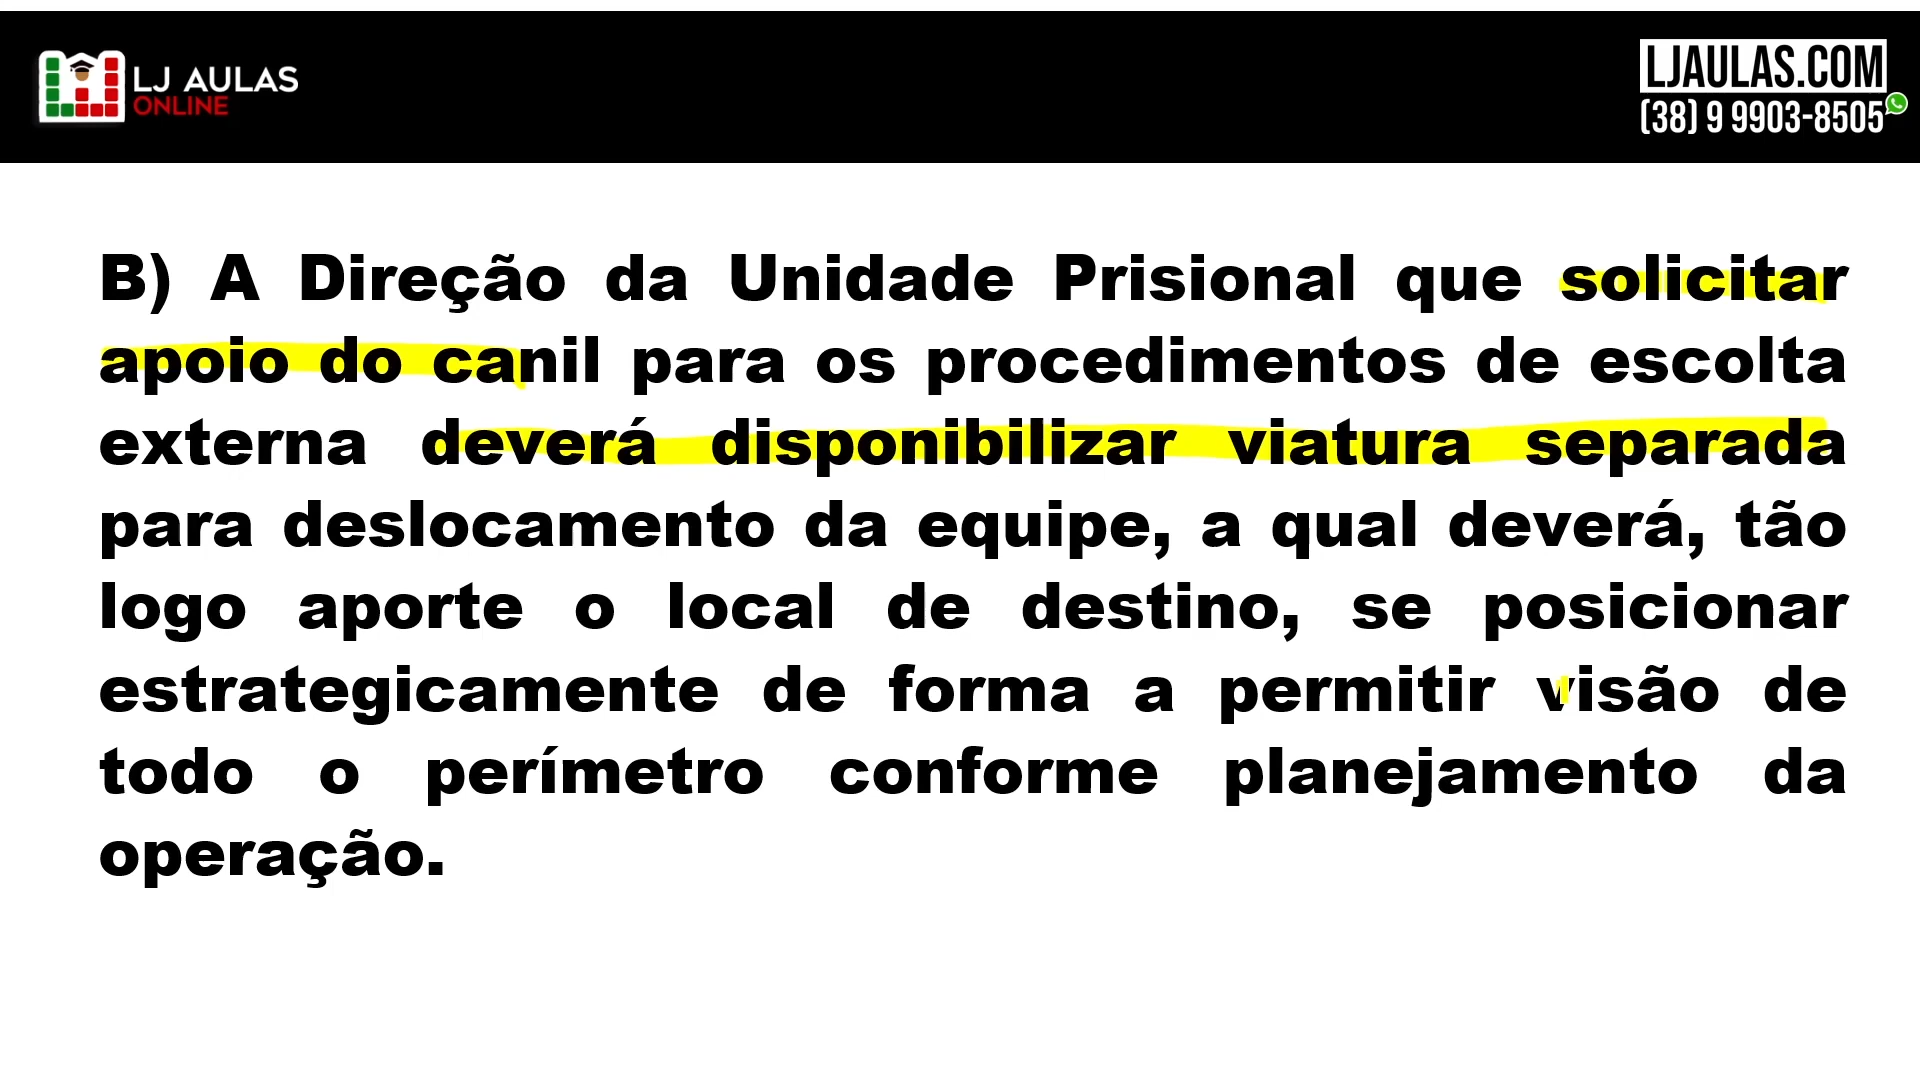 LJ AULAS
ONLINE
LJAULAS.COM
(38) 9 9903-8505
B) A Direção da Unidade Prisional que solicitar
apoio do canil para os procedimentos de escolta
externa deverá disponibilizar viatura separada
para deslocamento da equipe, a qual deverá, tão
logo aporte o local de destino, se posicionar
estrategicamente de forma a permitir visão de
todo o perímetro conforme planejamento da
operação.